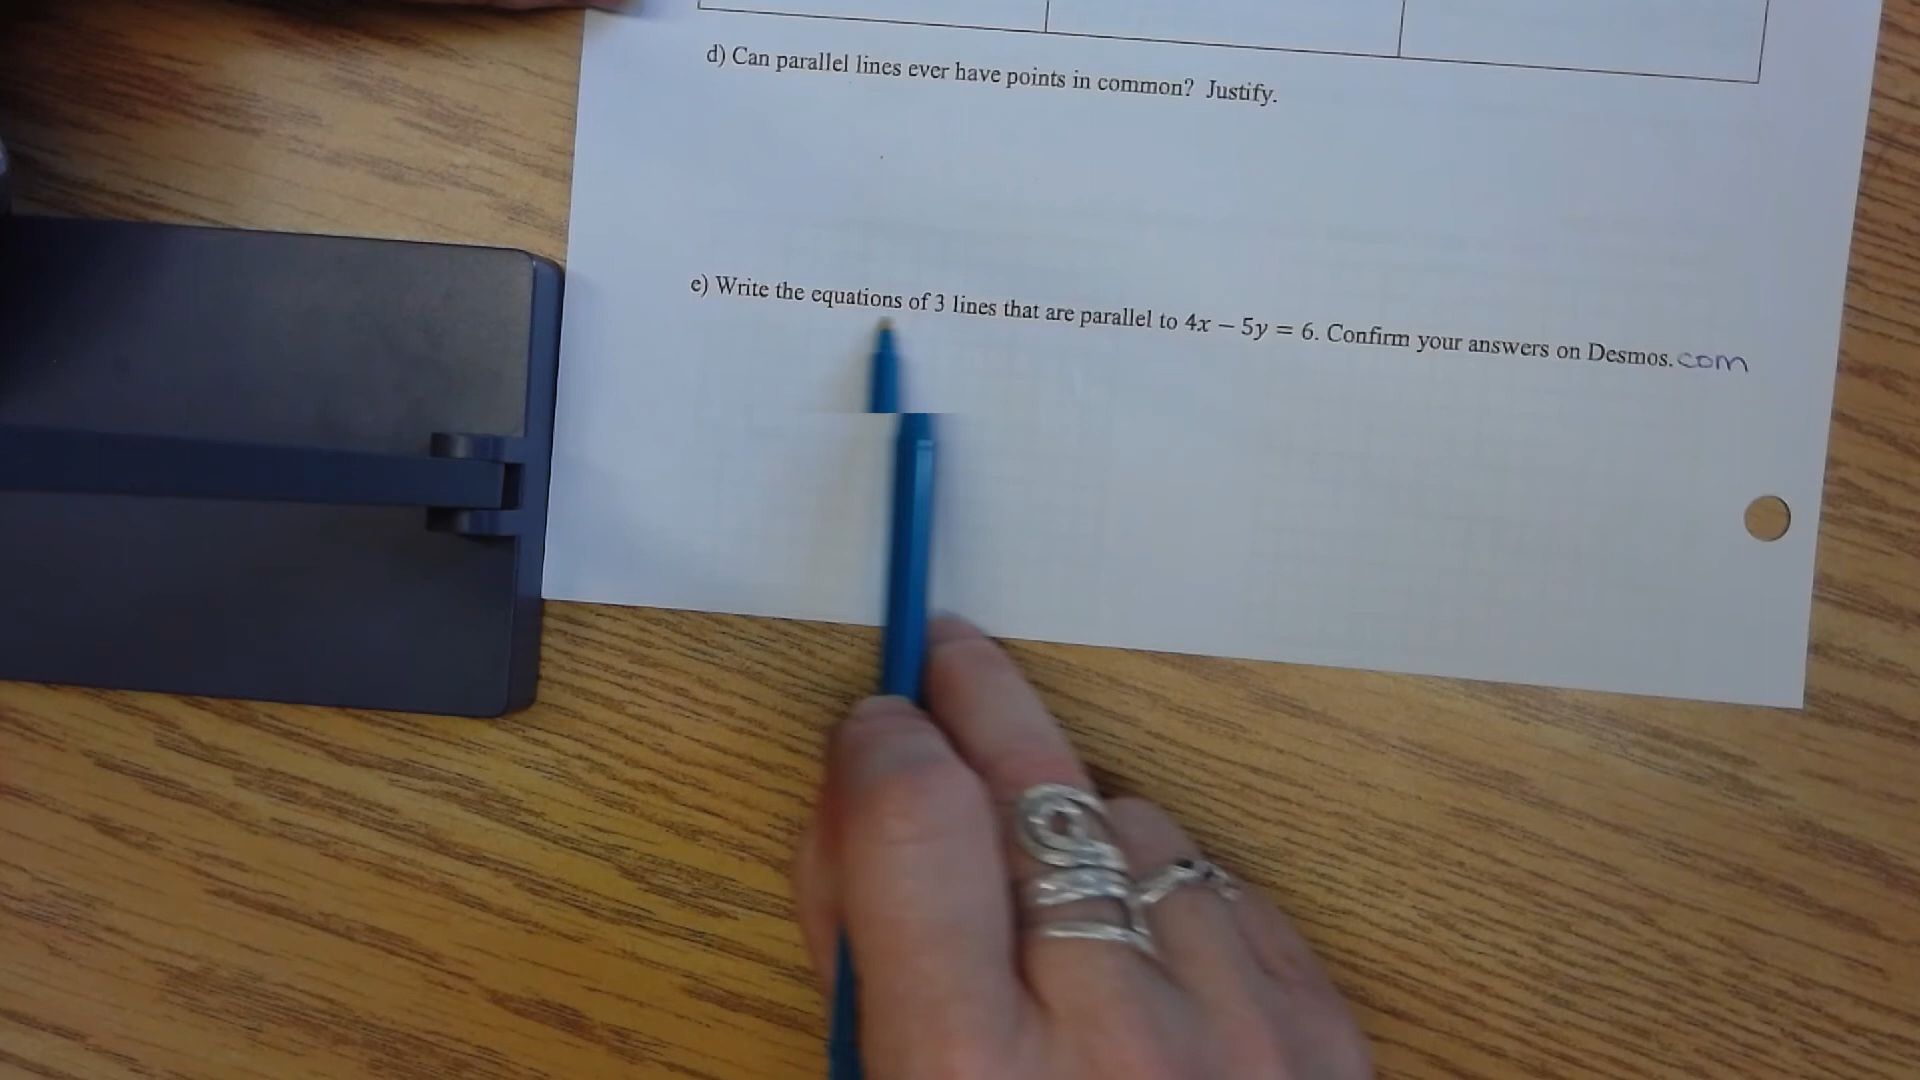 d) Can parallel lines ever have points in common? Justify.
e) Write the equations of 3 lines that are parallel to 4x – 5y = 6. Confirm your answers on Desmos.com